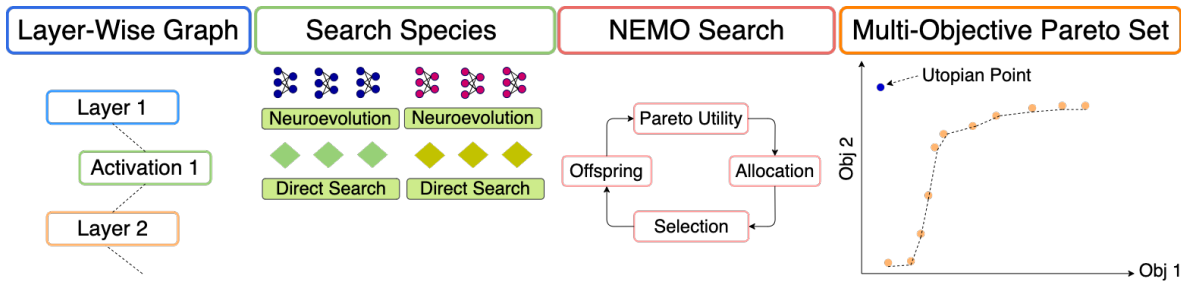 Layer-Wise Graph
Search Species
NEMO Search
Multi-Objective Pareto Set
Layer 1
Activation 1
Layer 2
Neuroevolution
Neuroevolution
Direct Search
Direct Search
Pareto Utility
Offspring
Allocation
Selection
Utopian Point
Obj 2
Obj 1